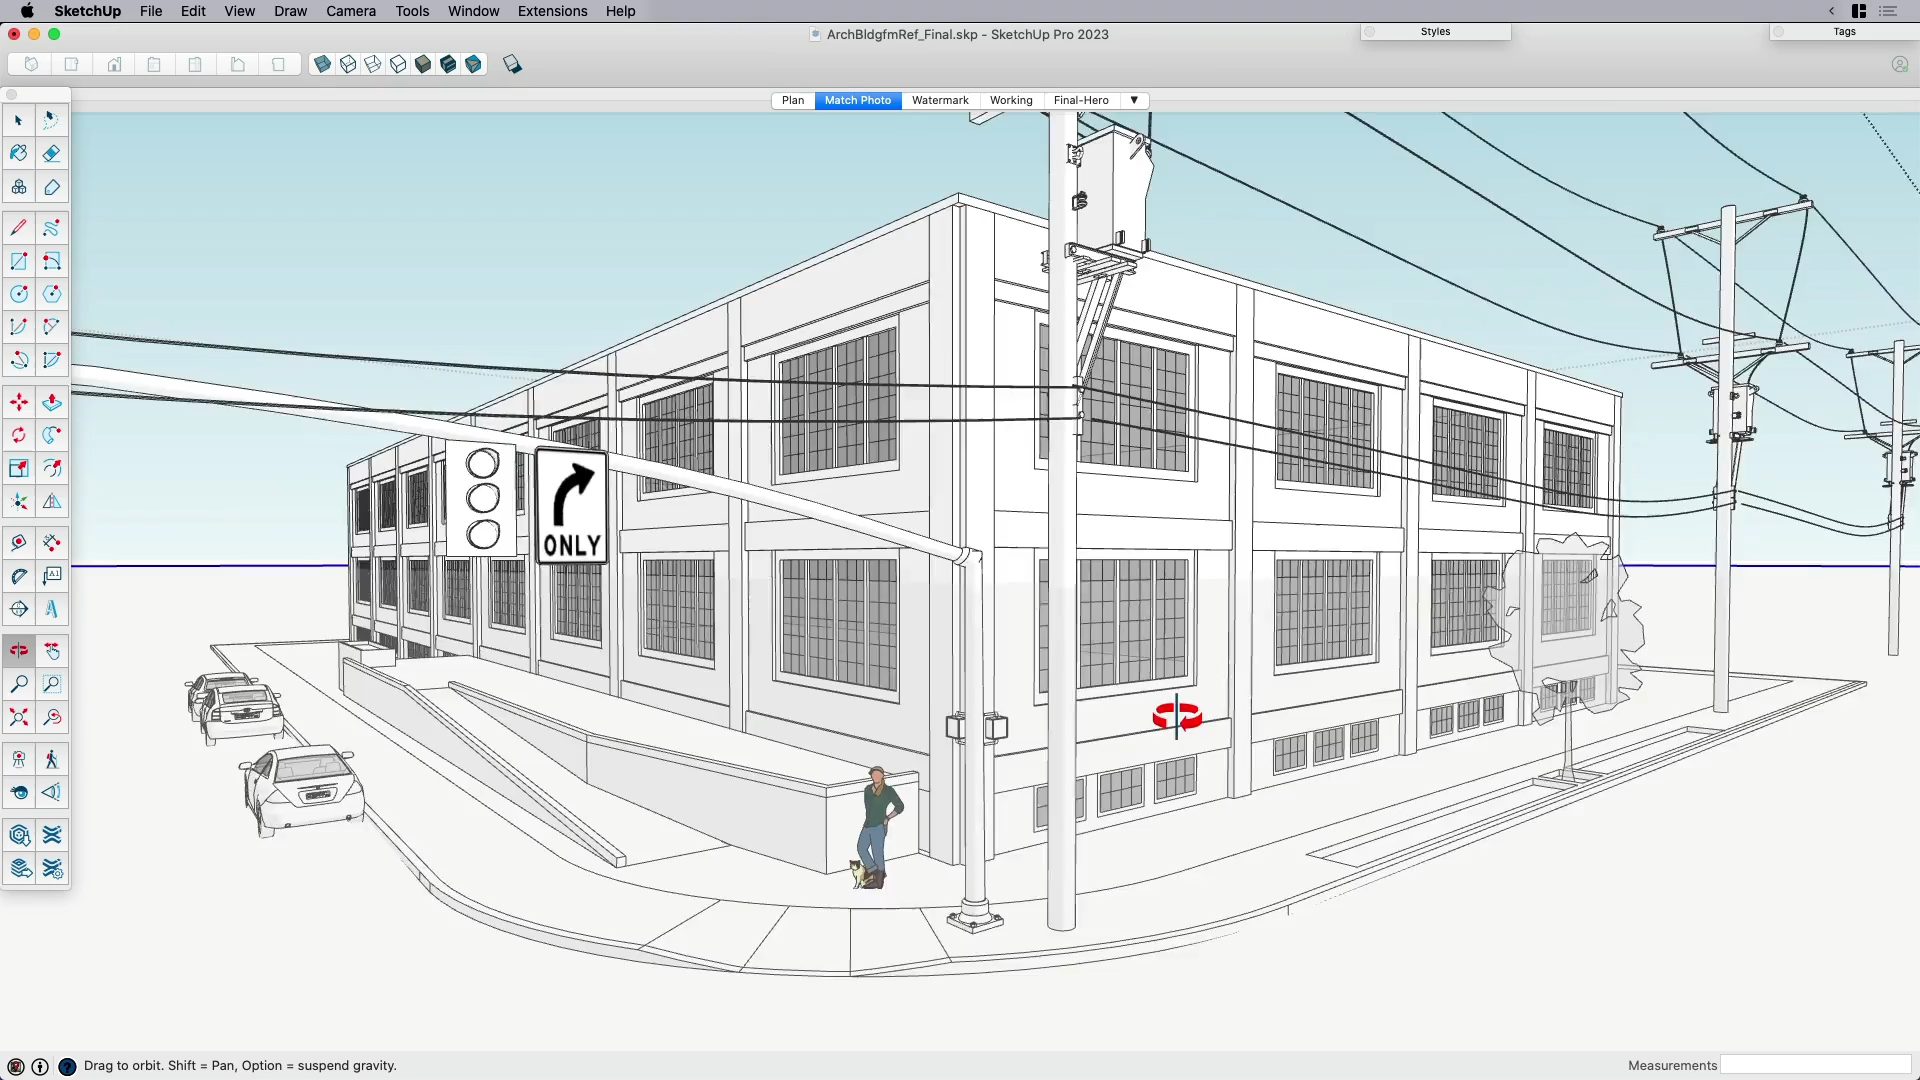 SketchUp File Edit View Draw Camera Tools Window Extensions Help
ArchBldgfmRef_Final.skp - SketchUp Pro 2023
Styles
Tags
Plan Match Photo Watermark Working Final-Hero
ONLY
A1
Drag to orbit. Shift = Pan, Option = suspend gravity.
Measurements